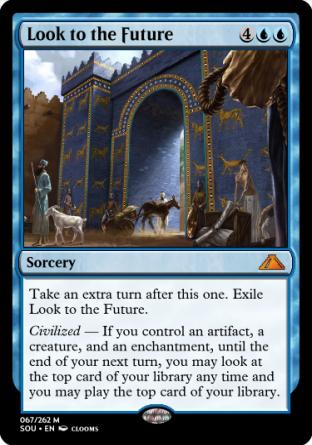 Look to the Future 4
Sorcery
Take an extra turn after this one. Exile
Look to the Future.
Civilized — If you control an artifact, a
creature, and an enchantment, until the
end of your next turn, you may look at
the top card of your library any time and
you may play the top card of your library.
067/262 M
SOU • EN CLOOMS